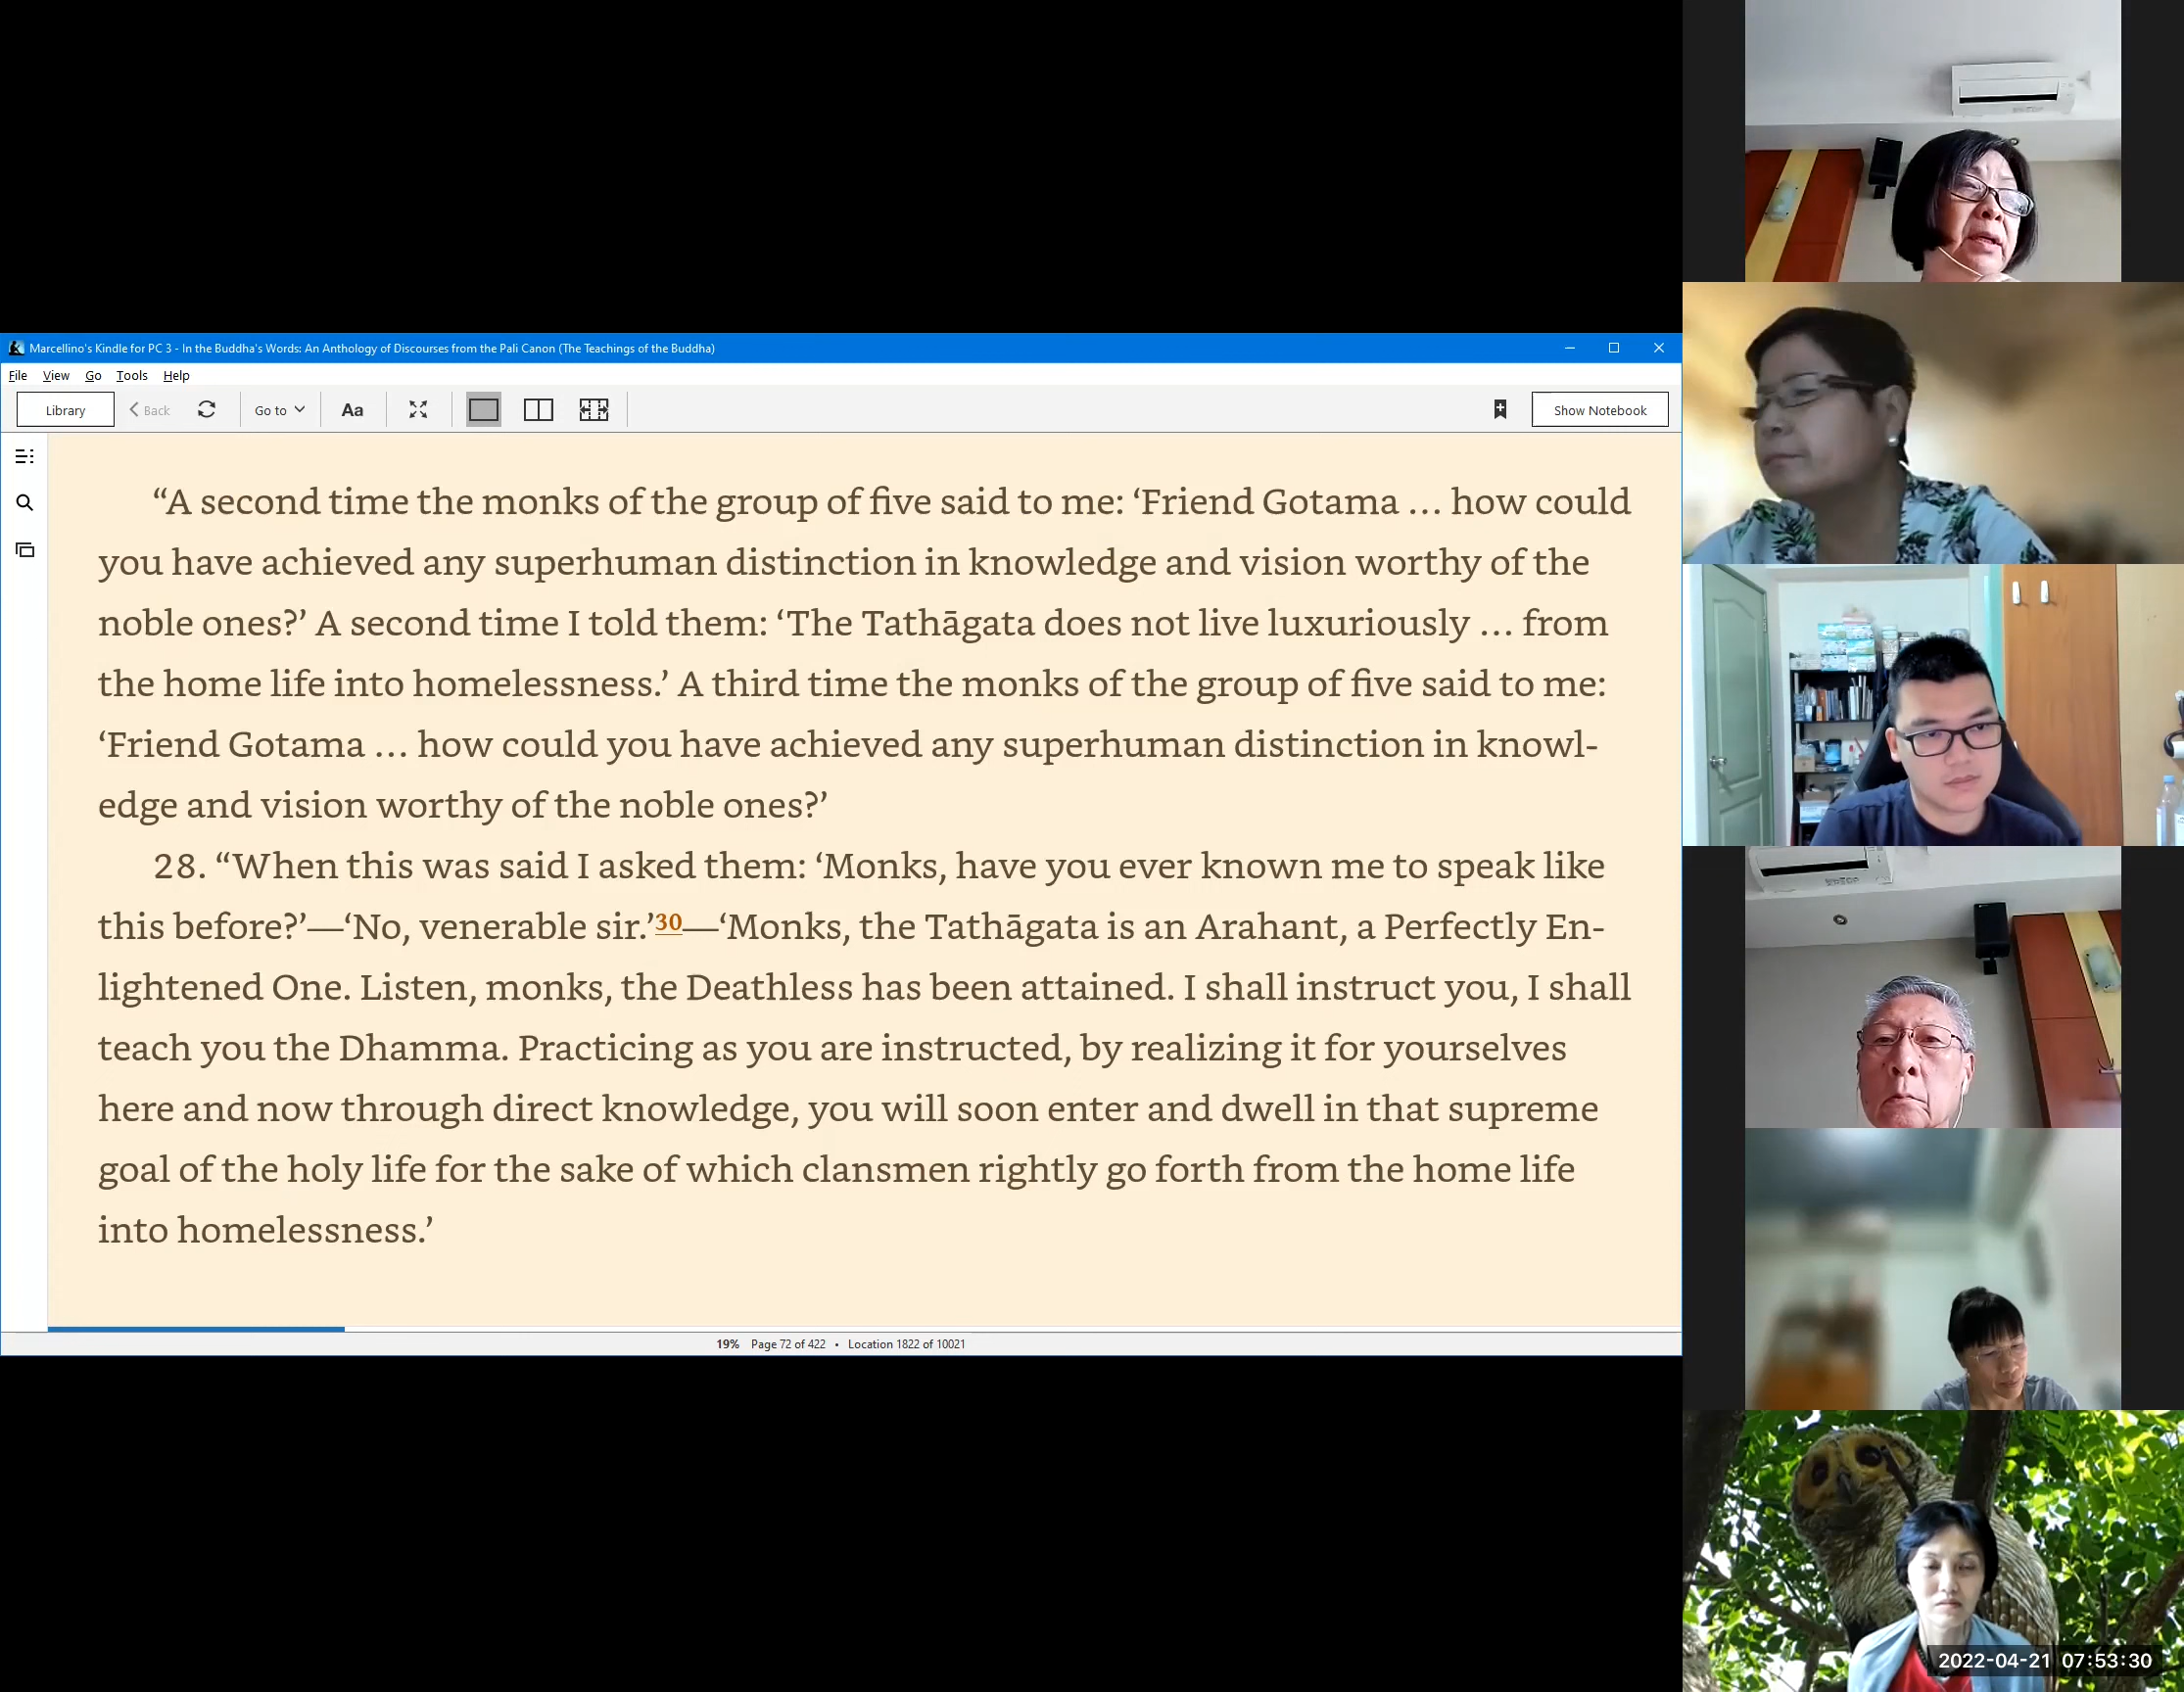 Marcellino's Kindle for PC 3 - In the Buddha's Words: An Anthology of Discourses from the Pali Canon (The Teachings of the Buddha)
File View Go Tools Help
Library Back Go to Aa Show Notebook
“A second time the monks of the group of five said to me: ‘Friend Gotama … how could
you have achieved any superhuman distinction in knowledge and vision worthy of the
noble ones?’ A second time I told them: ‘The Tathāgata does not live luxuriously … from
the home life into homelessness.’ A third time the monks of the group of five said to me:
‘Friend Gotama … how could you have achieved any superhuman distinction in knowl-
edge and vision worthy of the noble ones?’
28. “When this was said I asked them: ‘Monks, have you ever known me to speak like
this before?’—‘No, venerable sir.’30—‘Monks, the Tathāgata is an Arahant, a Perfectly En-
lightened One. Listen, monks, the Deathless has been attained. I shall instruct you, I shall
teach you the Dhamma. Practicing as you are instructed, by realizing it for yourselves
here and now through direct knowledge, you will soon enter and dwell in that supreme
goal of the holy life for the sake of which clansmen rightly go forth from the home life
into homelessness.’
19% Page 72 of 422 • Location 1822 of 10021
2022-04-21 07:53:30